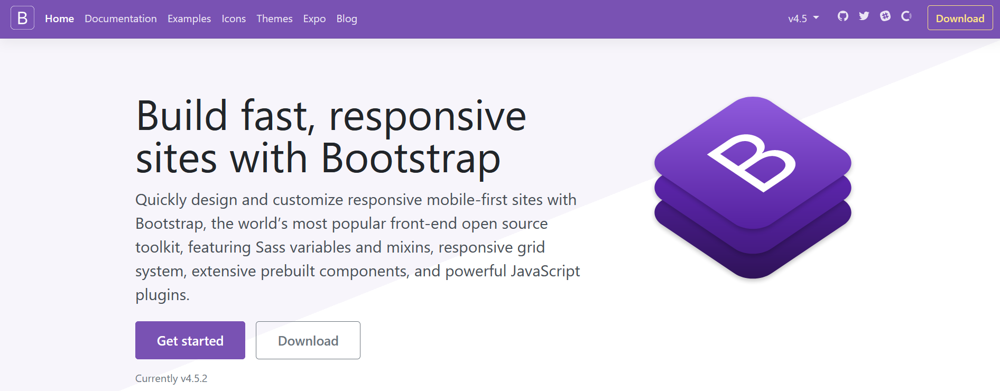 B Home Documentation Examples Icons Themes Expo Blog v4.5 Download
Build fast, responsive
sites with Bootstrap
B
Quickly design and customize responsive mobile-first sites with
Bootstrap, the world’s most popular front-end open source
toolkit, featuring Sass variables and mixins, responsive grid
system, extensive prebuilt components, and powerful JavaScript
plugins.
Get started Download
Currently v4.5.2